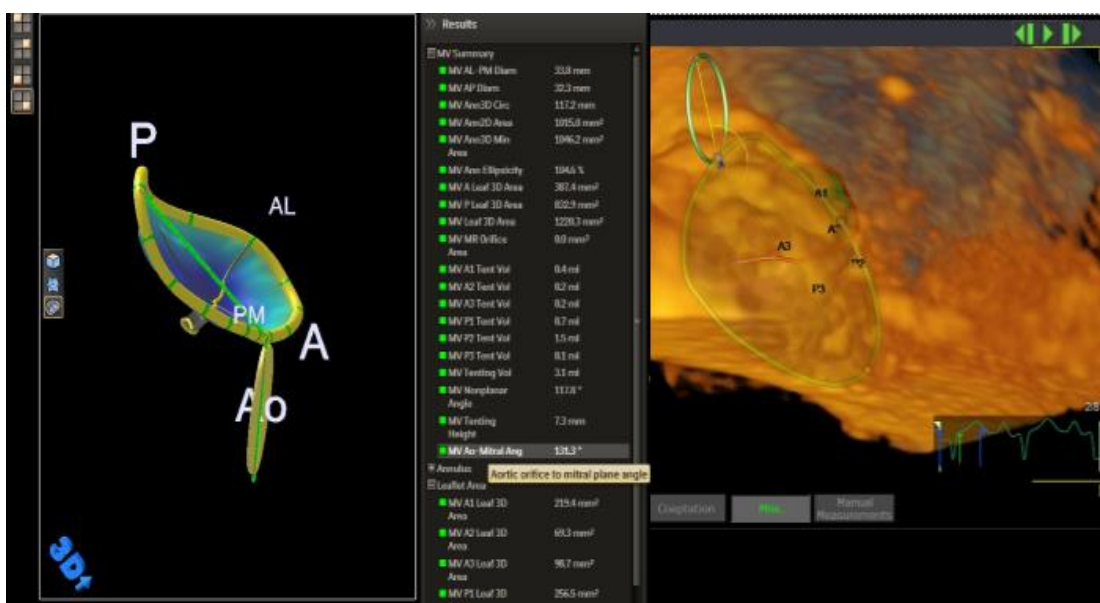 P
AL
PM
A
Ao
3D
Results
MV Summary
MV AL-PM Diam 33.8 mm
MV AP Diam 32.3 mm
MV Ann3D Circ 117.2 mm
MV Ann2D Area 1015.8 mm²
MV Ann3D Min 1046.2 mm²
Area
MV Ann Ellipticity 104.6 %
MV A Leaf 3D Area 387.4 mm²
MV P Leaf 3D Area 832.9 mm²
MV Leaf 3D Area 1220.3 mm²
MV MR Orifice 0.0 mm²
Area
MV A1 Tent Vol 0.4 ml
MV A2 Tent Vol 0.2 ml
MV A3 Tent Vol 0.2 ml
MV P1 Tent Vol 0.7 ml
MV P2 Tent Vol 1.5 ml
MV P3 Tent Vol 0.1 ml
MV Tenting Vol 3.1 ml
MV Nonplanar 117.8 °
Angle
MV Tenting 7.3 mm
Height
MV Ao-Mitral Ang 131.3 °
Annulus
Aortic orifice to mitral plane angle
Leaflet Area
MV A1 Leaf 3D 219.4 mm²
Area
MV A2 Leaf 3D 69.3 mm²
Area
MV A3 Leaf 3D 98.7 mm²
Area
MV P1 Leaf 3D 256.5 mm²
A1
A3
P3
Coaptation
Misc.
Manual
Measurements